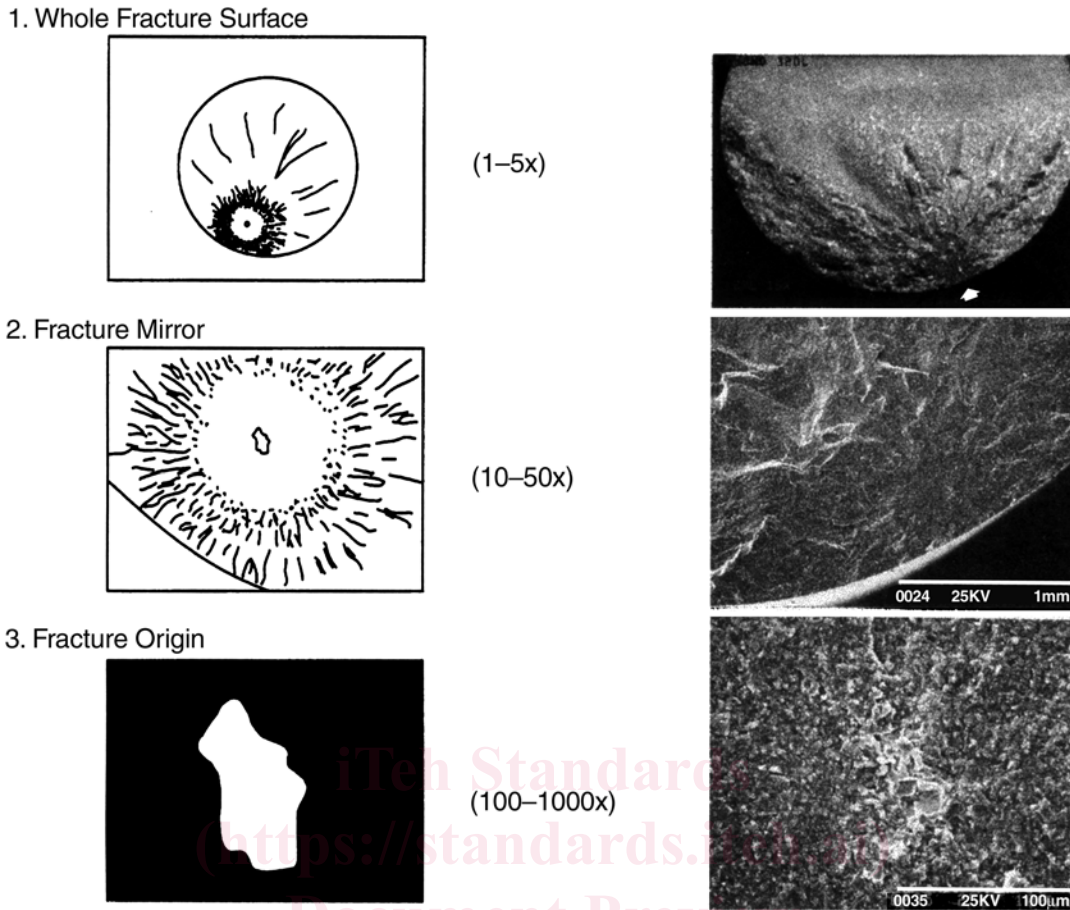 1. Whole Fracture Surface
(1–5x)
2. Fracture Mirror
(10–50x)
0024 25KV 1mm
3. Fracture Origin
(100–1000x)
iTeh Standards
(https://standards.iteh.ai)
0035 25KV 100µm